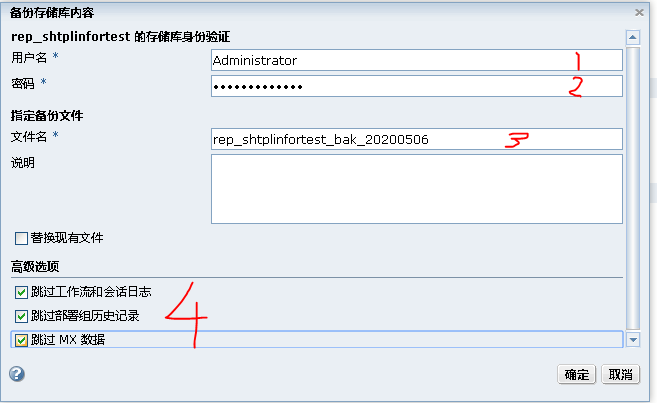 备份存储库内容
rep_shtplinfortest 的存储库身份验证
用户名 * Administrator 1
密码 * ••••••••••••• 2
指定备份文件
文件名 * rep_shtplinfortest_bak_20200506 3
说明
替换现有文件
高级选项
跳过工作流和会话日志
跳过部署组历史记录 4
跳过 MX 数据
? 确定 取消